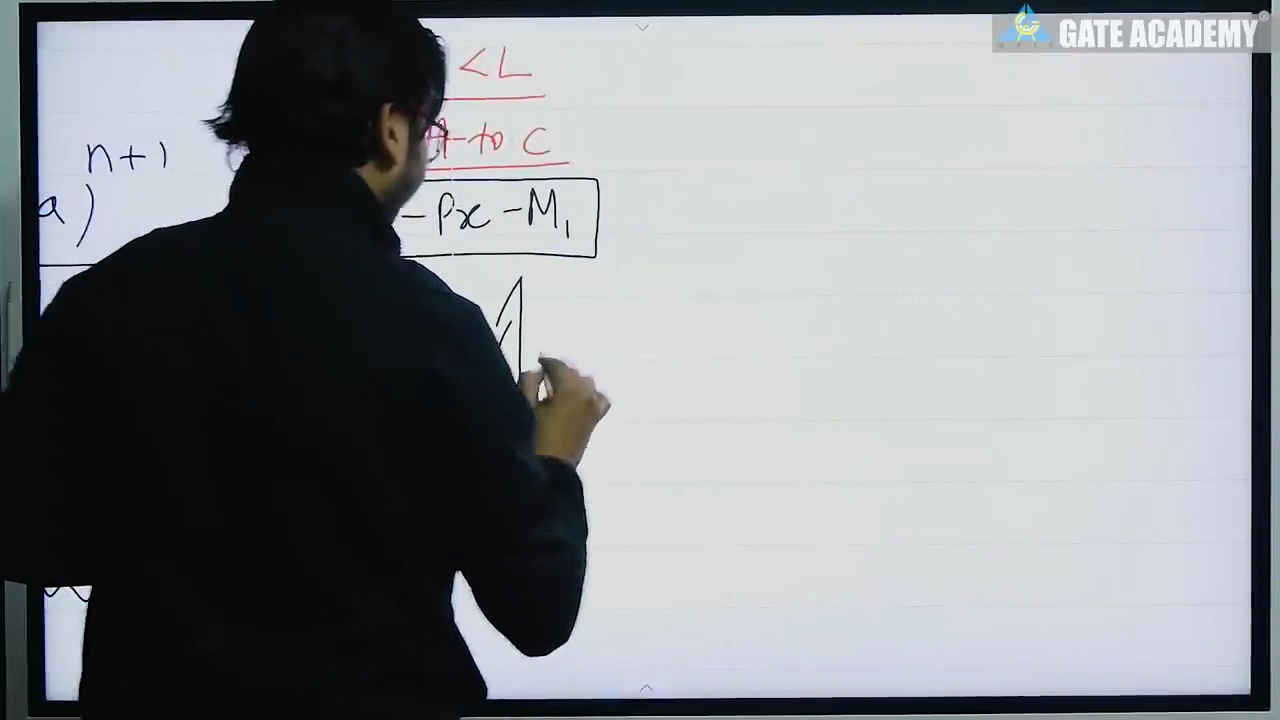 GATE ACADEMY
< L
to C
n+1
a)
- Px - M₁